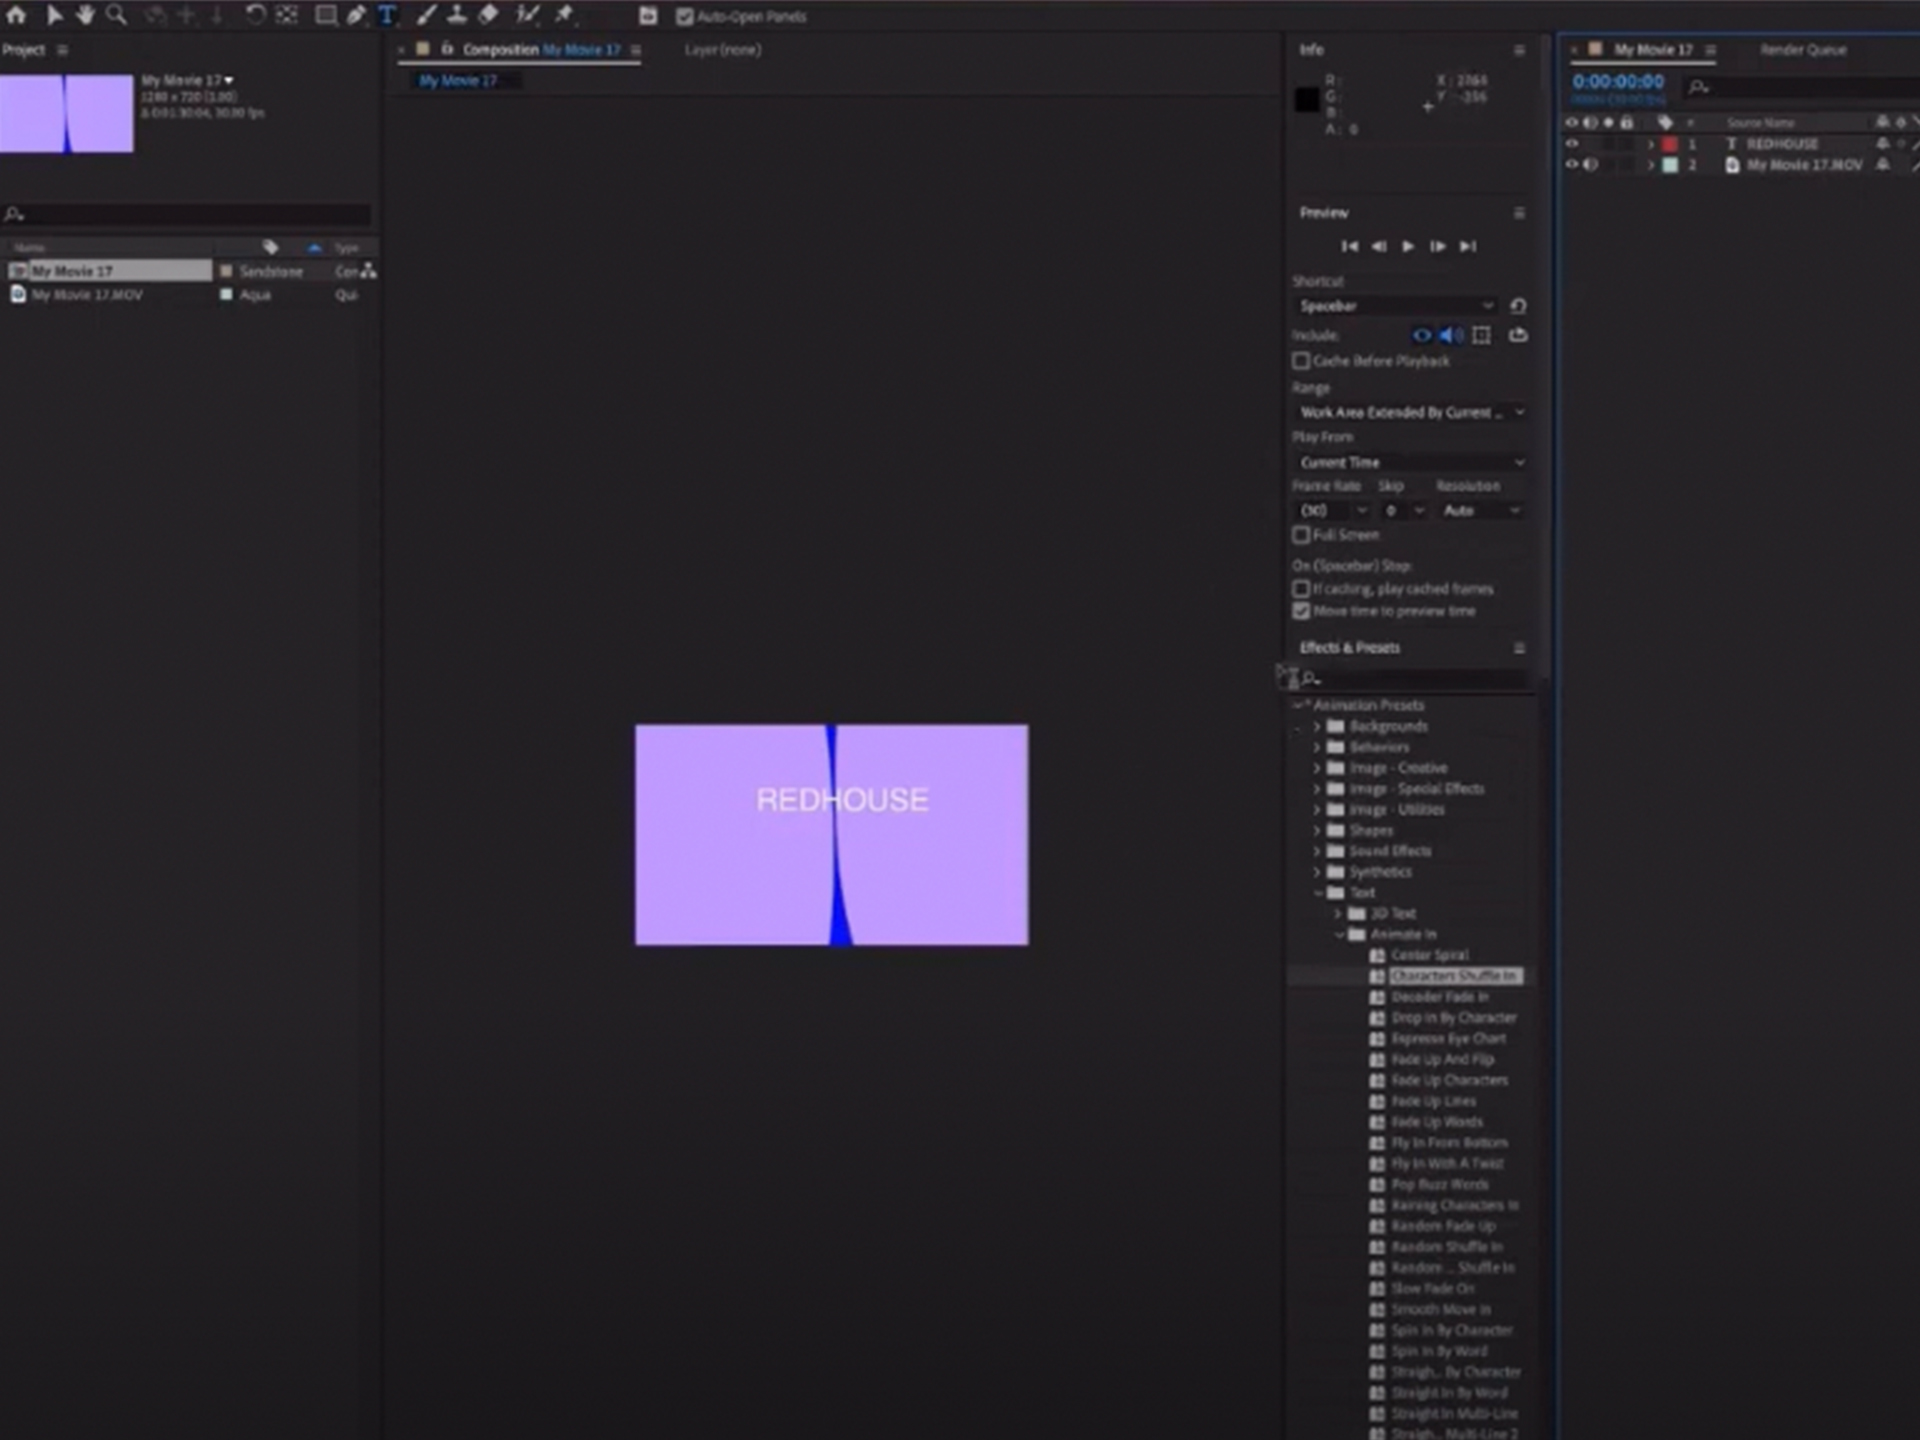 Auto-Open Panels
Project
My Movie 17
1280 x 720 (1.00)
Δ 0:01:30:04, 30.00 fps
Name
Type
My Movie 17
Sandstone
Com
My Movie 17.MOV
Aqua
Qui
Composition My Movie 17
Layer (none)
My Movie 17
REDHOUSE
Info
R:
G:
B:
A: 0
X:
Y:
Preview
Shortcut
Spacebar
Include:
Cache Before Playback
Range
Work Area Extended By Current ...
Play From
Current Time
Frame Rate Skip Resolution
(30) 0 Auto
Full Screen
On (Spacebar) Stop:
If caching, play cached frames
Move time to preview time
Effects & Presets
* Animation Presets
Backgrounds
Behaviors
Image - Creative
Image - Special Effects
Image - Utilities
Shapes
Sound Effects
Synthetics
Text
3D Text
Animate In
Center Spiral
Characters Shuffle In
Decoder Fade In
Drop In By Character
Espresso Eye Chart
Fade Up And Flip
Fade Up Characters
Fade Up Lines
Fade Up Words
Fly In From Bottom
Fly In With A Twist
Pop Buzz Words
Raining Characters In
Random Fade Up
Random Shuffle In
Random ... Shuffle In
Slow Fade On
Smooth Move In
Spin In By Character
Spin In By Word
Straigh... By Character
Straight In By Word
Straight In Multi-Line
Straigh... Multi-Line 2
My Movie 17
Render Queue
0:00:00:00
# Source Name
1 T REDHOUSE
2 My Movie 17.MOV